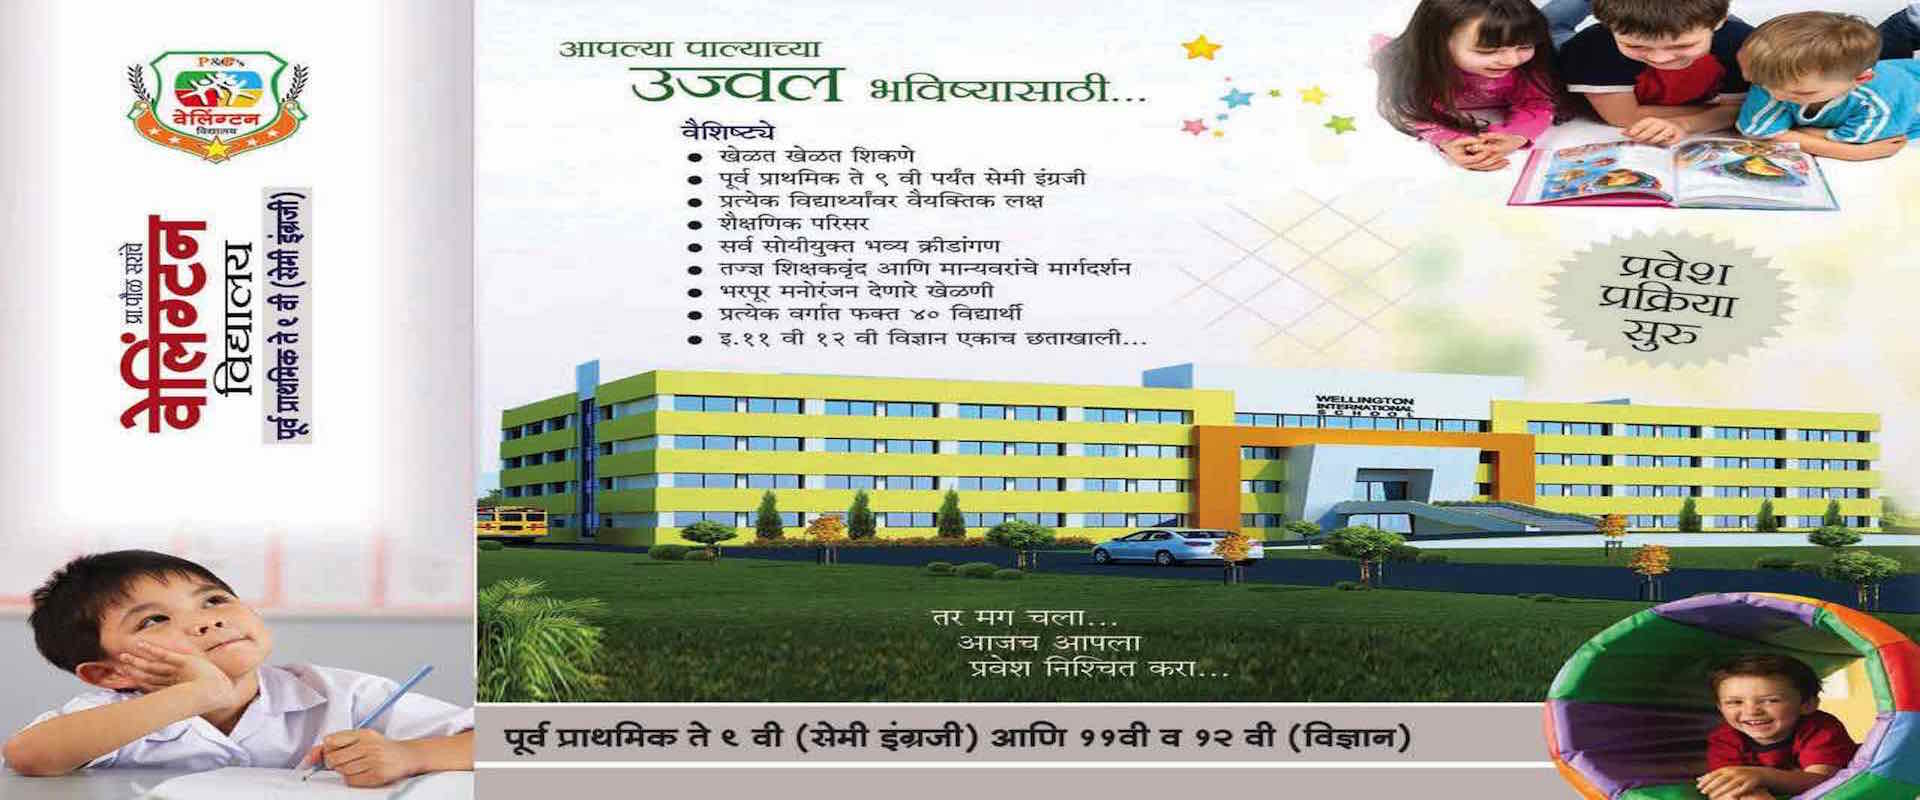 P&G's
वेलिंग्टन
विद्यालय
प्रा.पौळ सरांचे
वेलिंग्टन
विद्यालय
पूर्व प्राथमिक ते ९ वी (सेमी इंग्रजी)
आपल्या पाल्याच्या
उज्वल भविष्यासाठी...
वैशिष्ट्ये
• खेळत खेळत शिकणे
• पूर्व प्राथमिक ते ९ वी पर्यंत सेमी इंग्रजी
• प्रत्येक विद्यार्थ्यांवर वैयक्तिक लक्ष
• शैक्षणिक परिसर
• सर्व सोयीयुक्त भव्य क्रीडांगण
• तज्ज्ञ शिक्षकवृंद आणि मान्यवरांचे मार्गदर्शन
• भरपूर मनोरंजन देणारे खेळणी
• प्रत्येक वर्गात फक्त ४० विद्यार्थी
• इ.११ वी १२ वी विज्ञान एकाच छताखाली...
प्रवेश
प्रक्रिया
सुरु
WELLINGTON
INTERNATIONAL
SCHOOL
तर मग चला...
आजच आपला
प्रवेश निश्चित करा...
पूर्व प्राथमिक ते ९ वी (सेमी इंग्रजी) आणि ११वी व १२ वी (विज्ञान)